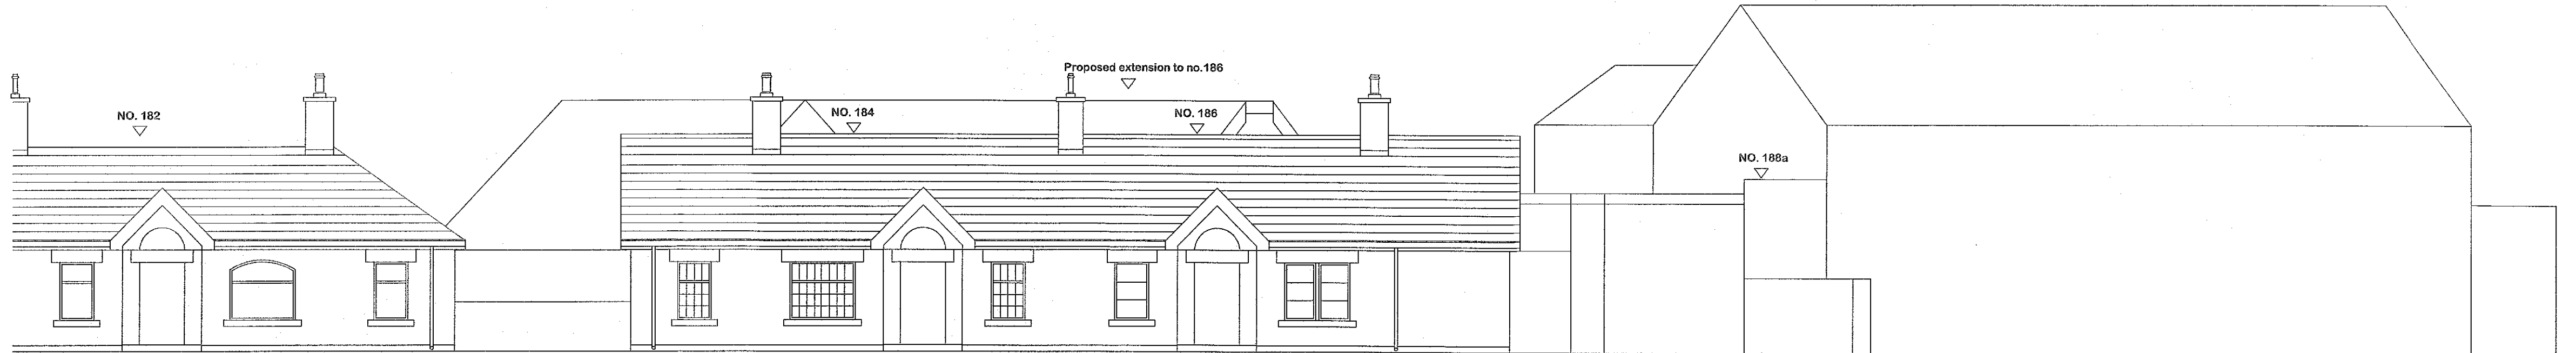 Proposed extension to no.186
NO. 182
NO. 184
NO. 186
NO. 188a